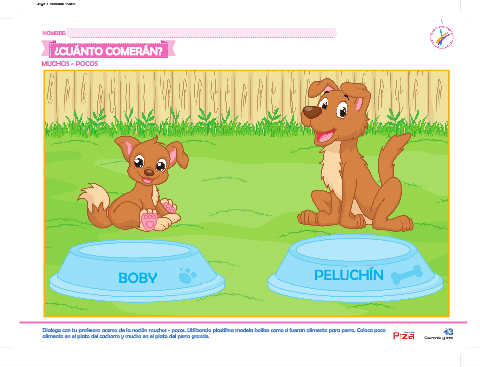 NOMBRE:
¿CUÁNTO COMERÁN?
MUCHOS - POCOS
BOBY
PELUCHÍN
Dialoga con tu profesora acerca de la noción muchos - pocos. Utilizando plastilina modela bolitas como si fueran alimento para perro. Coloca poco
alimento en el plato del cachorro y mucho en el plato del perro grande.